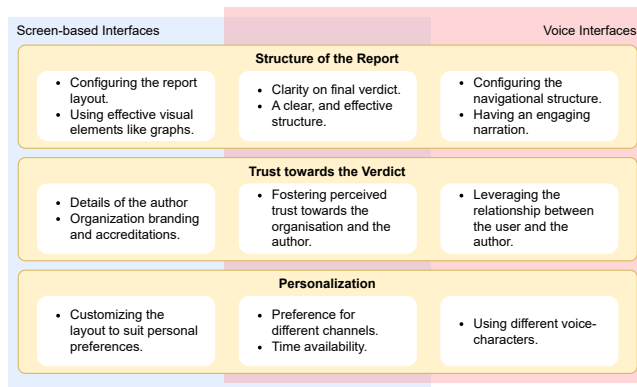 Screen-based Interfaces
Voice Interfaces
Structure of the Report
• Configuring the report
layout.
• Using effective visual
elements like graphs.
• Clarity on final verdict.
• A clear, and effective
structure.
• Configuring the
navigational structure.
• Having an engaging
narration.
Trust towards the Verdict
• Details of the author
• Organization branding
and accreditations.
• Fostering perceived
trust towards the
organisation and the
author.
• Leveraging the
relationship between
the user and the
author.
Personalization
• Customizing the
layout to suit personal
preferences.
• Preference for
different channels.
• Time availability.
• Using different voice-
characters.